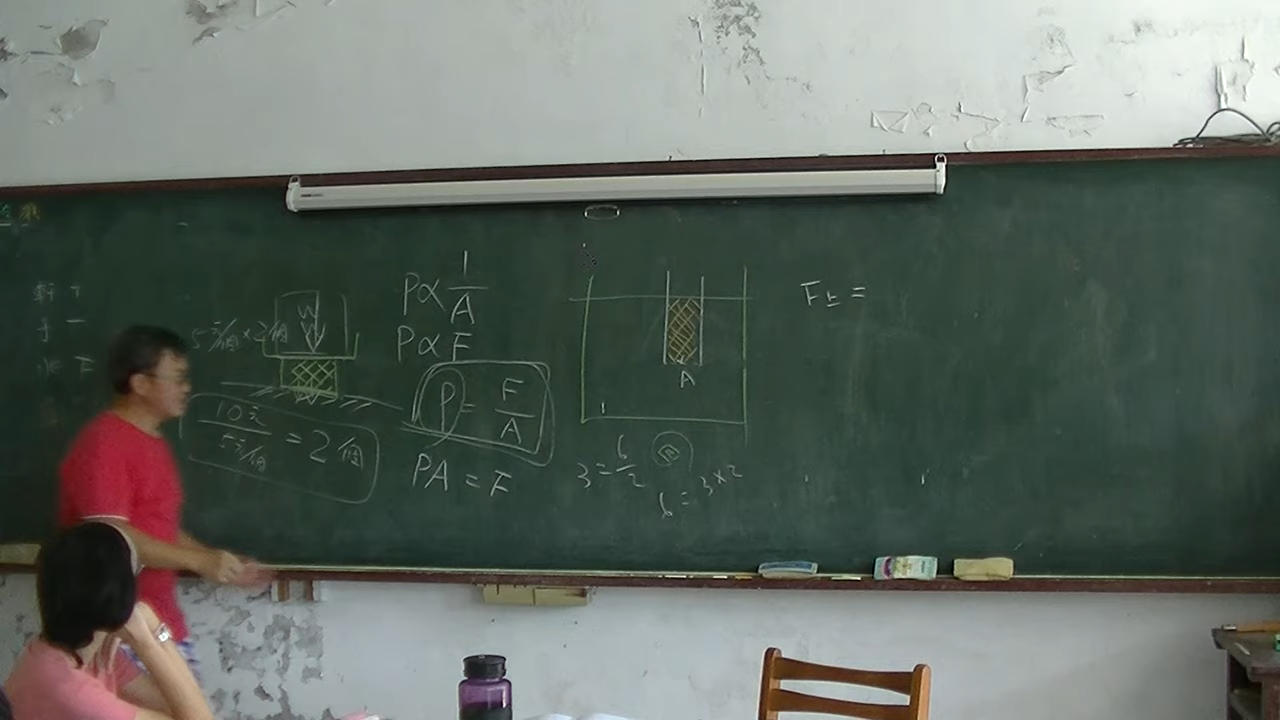 5元/個×2個
W
10元/5元/個 = 2個
P∝1/A
P∝F
P = F/A
PA = F
A
3 = 6/2
6 = 3×2
F上 =